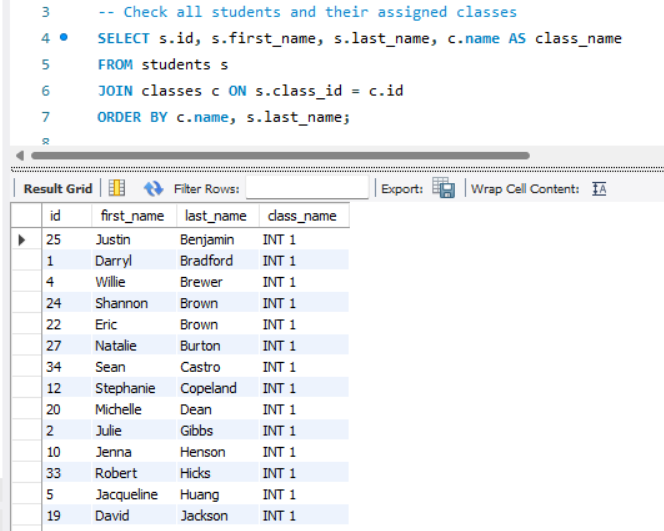 3 -- Check all students and their assigned classes
4 SELECT s.id, s.first_name, s.last_name, c.name AS class_name
5 FROM students s
6 JOIN classes c ON s.class_id = c.id
7 ORDER BY c.name, s.last_name;
8
Result Grid Filter Rows: Export: Wrap Cell Content: IA
id first_name last_name class_name
25 Justin Benjamin INT 1
1 Darryl Bradford INT 1
4 Willie Brewer INT 1
24 Shannon Brown INT 1
22 Eric Brown INT 1
27 Natalie Burton INT 1
34 Sean Castro INT 1
12 Stephanie Copeland INT 1
20 Michelle Dean INT 1
2 Julie Gibbs INT 1
10 Jenna Henson INT 1
33 Robert Hicks INT 1
5 Jacqueline Huang INT 1
19 David Jackson INT 1